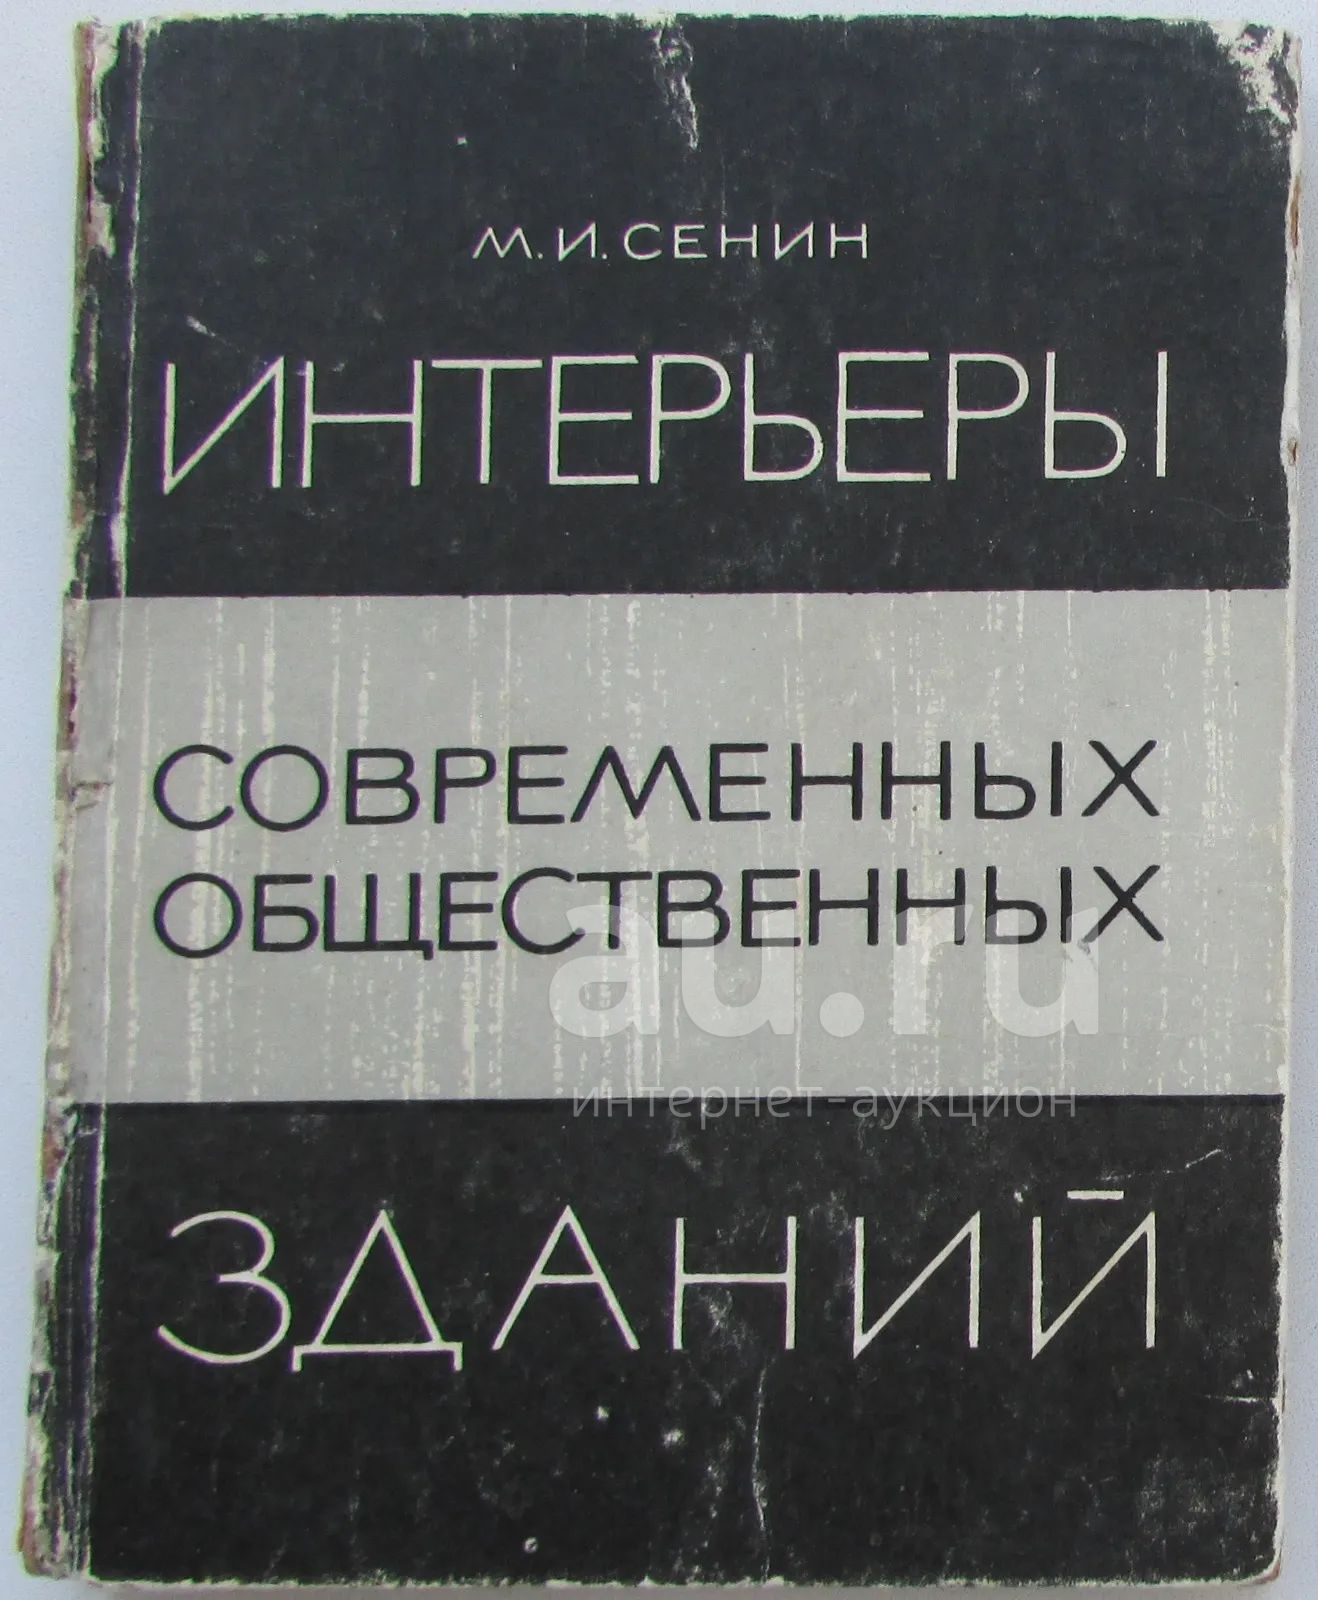 М.И.СЕНИН
ИНТЕРЬЕРЫ
СОВРЕМЕННЫХ
ОБЩЕСТВЕННЫХ
au.ru
интернет-аукцион
ЗДАНИЙ